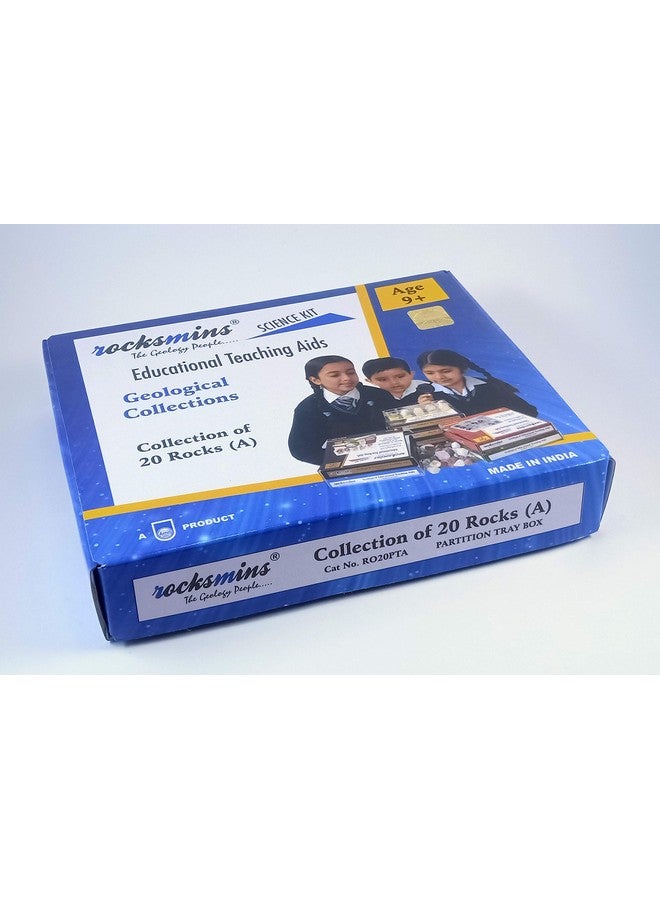 rocksmins®
The Geology People.....
SCIENCE KIT
Educational Teaching Aids
Geological
Collections
Collection of
20 Rocks (A)
Age
9+
MADE IN INDIA
A PRODUCT
rocksmins®
The Geology People.....
Collection of 20 Rocks (A)
Cat No. RO20PTA PARTITION TRAY BOX